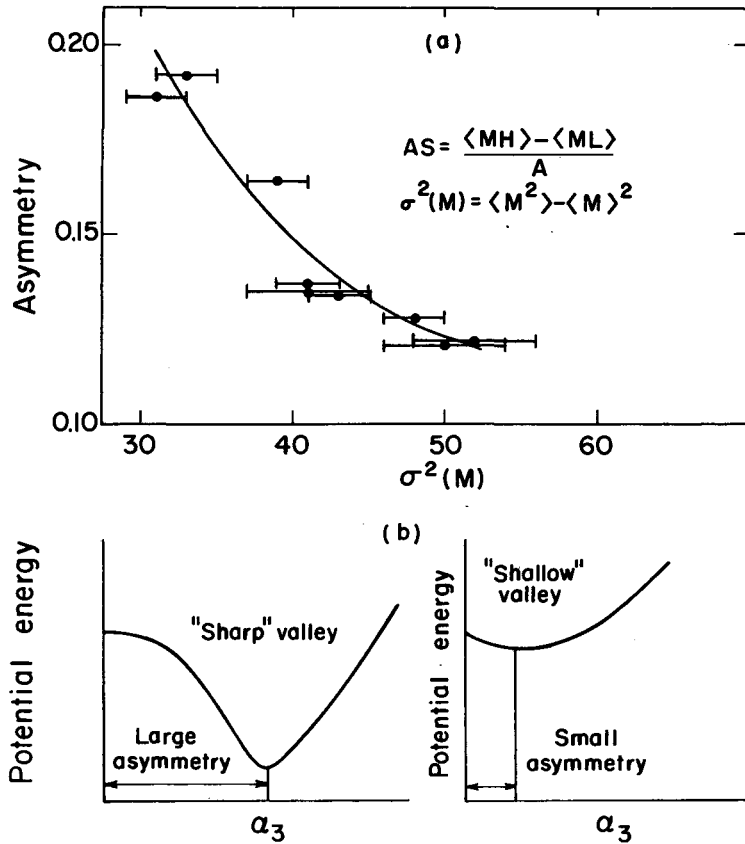 (a)
0.20
0.15
0.10
Asymmetry
AS = <MH> - <ML> / A
σ²(M) = <M²> - <M>²
30 40 50 60
σ²(M)
(b)
Potential energy
"Sharp" valley
Large
asymmetry
α₃
Potential energy
"Shallow"
valley
Small
asymmetry
α₃